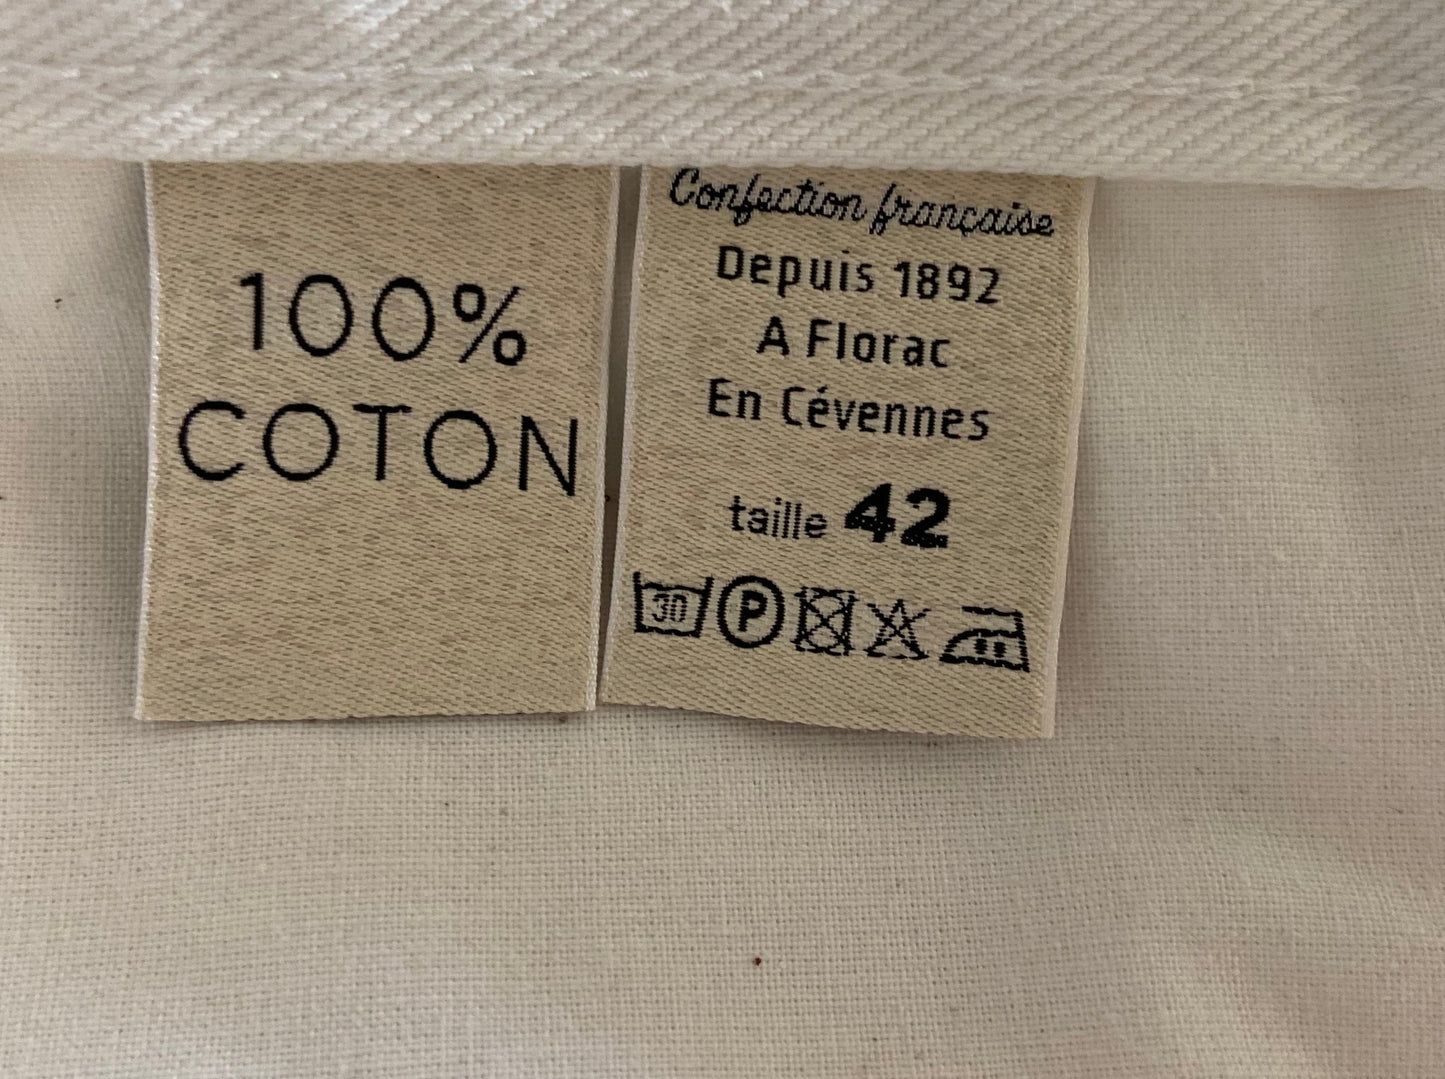 100%
COTON
Confection française
Depuis 1892
A Florac
En Cévennes
taille 42
30 P